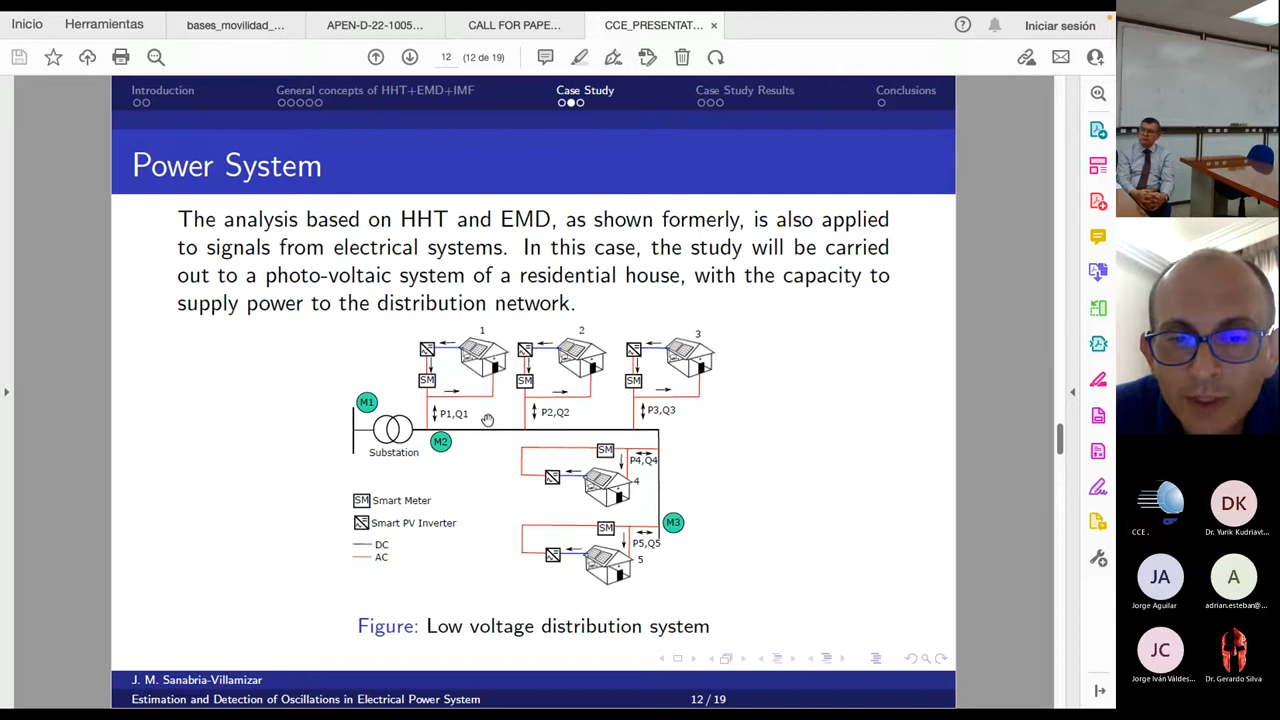 Inicio Herramientas bases_movilidad_... APEN-D-22-1005... CALL FOR PAPE... CCE_PRESENTAT... × Iniciar sesión
12 (12 de 19)
Introduction General concepts of HHT+EMD+IMF Case Study Case Study Results Conclusions
Power System
The analysis based on HHT and EMD, as shown formerly, is also applied
to signals from electrical systems. In this case, the study will be carried
out to a photo-voltaic system of a residential house, with the capacity to
supply power to the distribution network.
1 2 3
SM SM SM
M1
P1,Q1 P2,Q2 P3,Q3
M2
Substation
SM
P4,Q4
4
SM Smart Meter
Smart PV Inverter
M3
SM
DC
P5,Q5
AC
5
Figure: Low voltage distribution system
J. M. Sanabria-Villamizar
Estimation and Detection of Oscillations in Electrical Power System 12 / 19
DK
CCE .
Dr. Yurik Kudriavt...
JA
A
Jorge Aguilar
adrian.esteban@...
JC
Jorge Iván Váldes...
Dr. Gerardo Silva